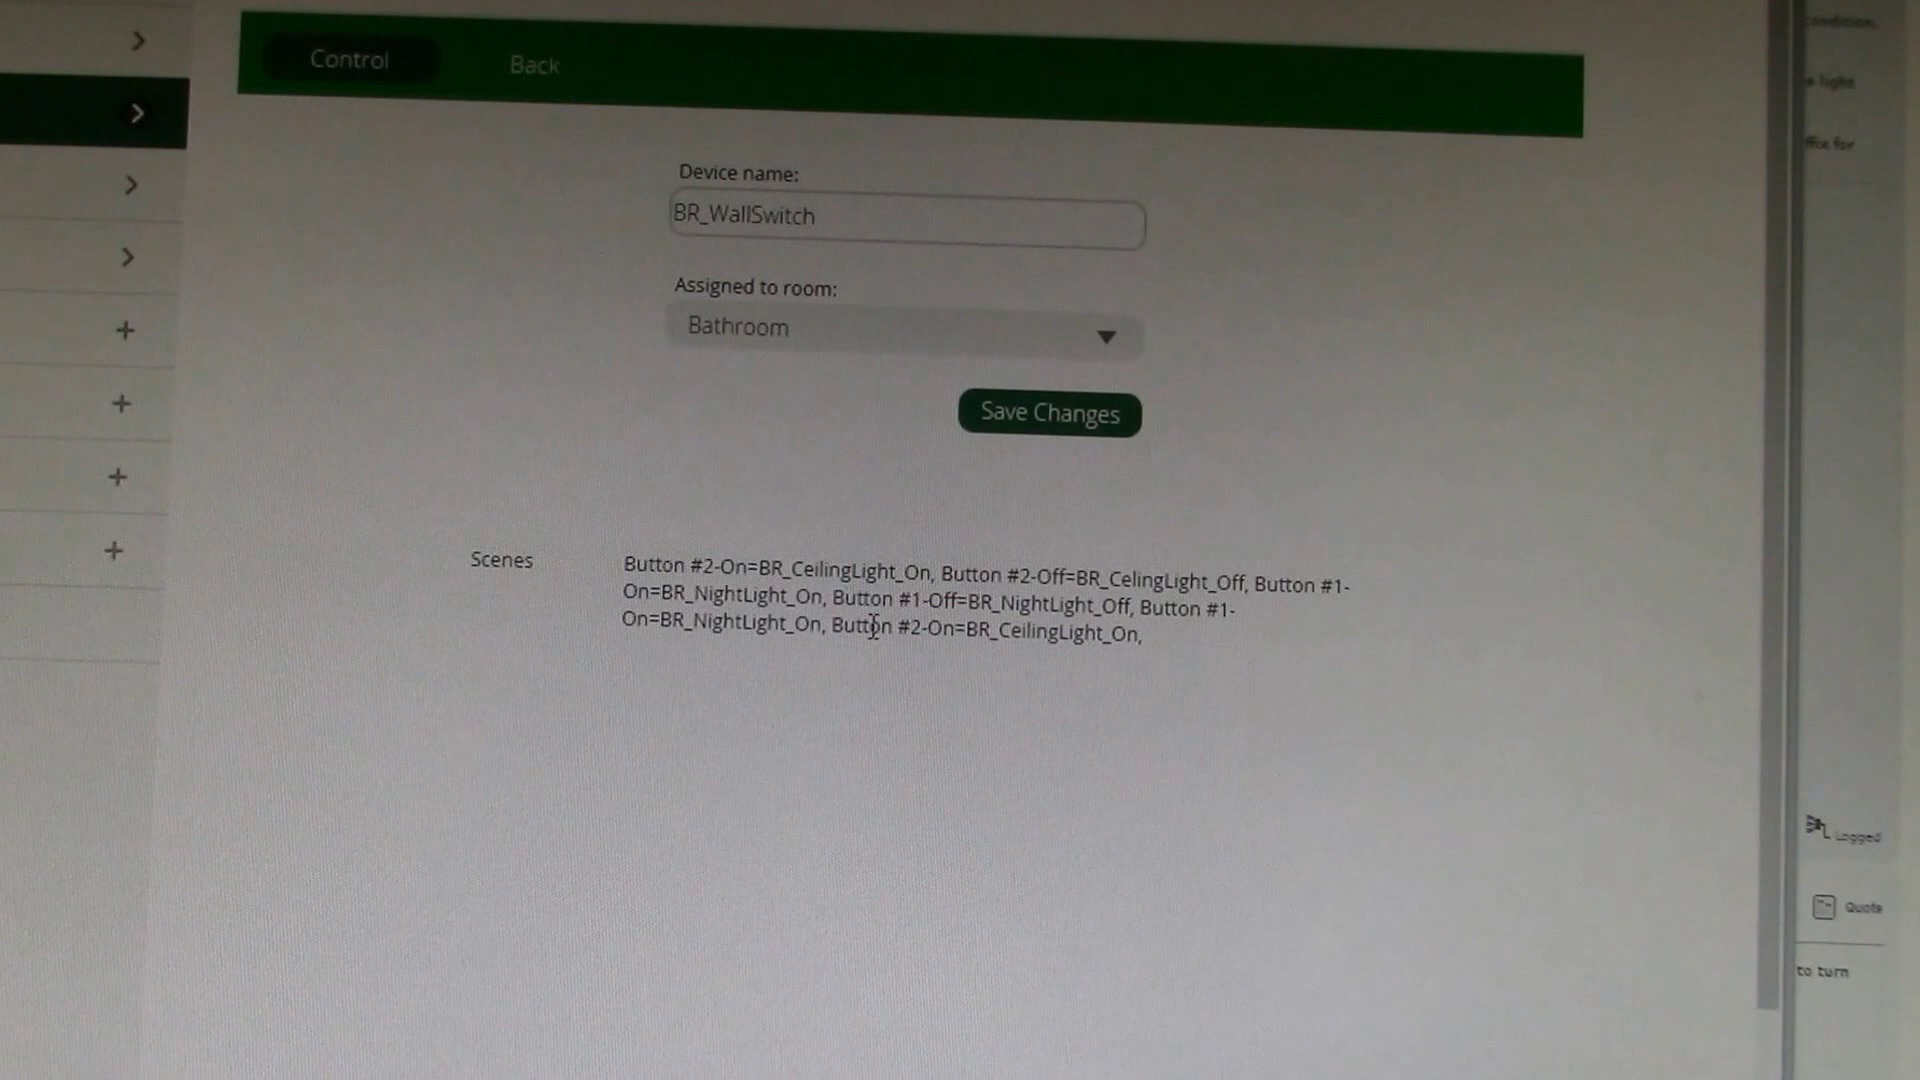 Control
Back
Device name:
BR_WallSwitch
Assigned to room:
Bathroom
Save Changes
Scenes
Button #2-On=BR_CeilingLight_On, Button #2-Off=BR_CelingLight_Off, Button #1-
On=BR_NightLight_On, Button #1-Off=BR_NightLight_Off, Button #1-
On=BR_NightLight_On, Button #2-On=BR_CeilingLight_On,
light
for
Logged
Quote
to turn